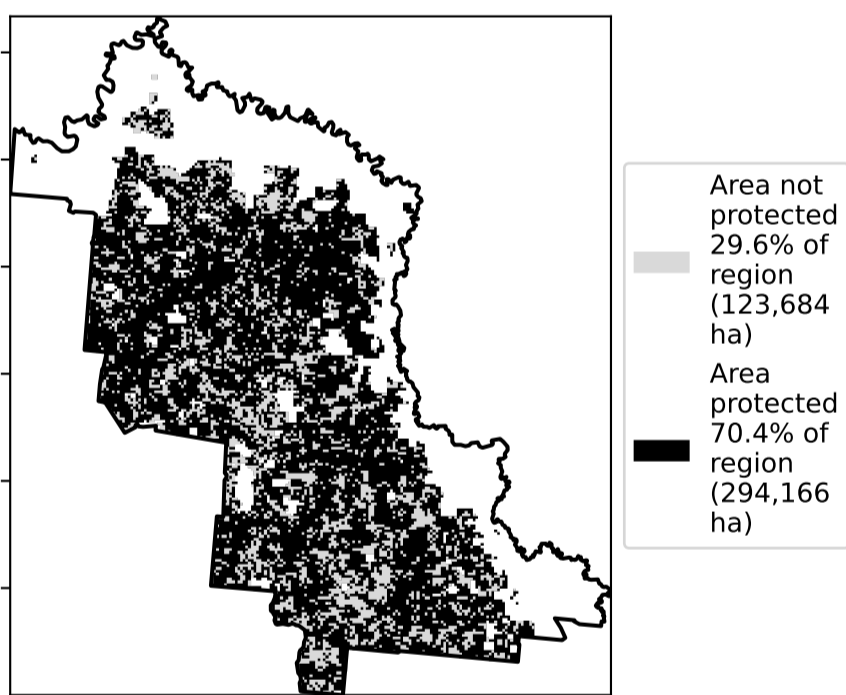 Area not
protected
29.6% of
region
(123,684
ha)
Area
protected
70.4% of
region
(294,166
ha)